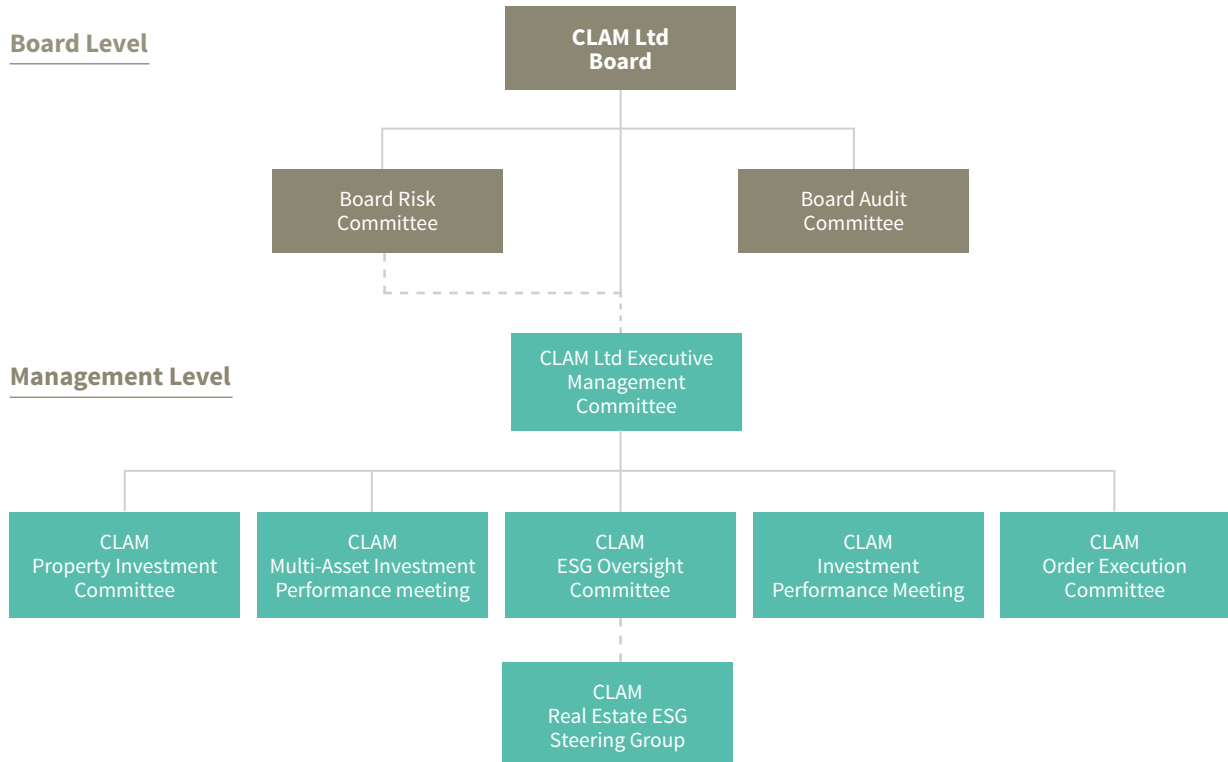 Board Level
CLAM Ltd
Board
Board Risk
Committee
Board Audit
Committee
Management Level
CLAM Ltd Executive
Management
Committee
CLAM
Property Investment
Committee
CLAM
Multi-Asset Investment
Performance meeting
CLAM
ESG Oversight
Committee
CLAM
Investment
Performance Meeting
CLAM
Order Execution
Committee
CLAM
Real Estate ESG
Steering Group